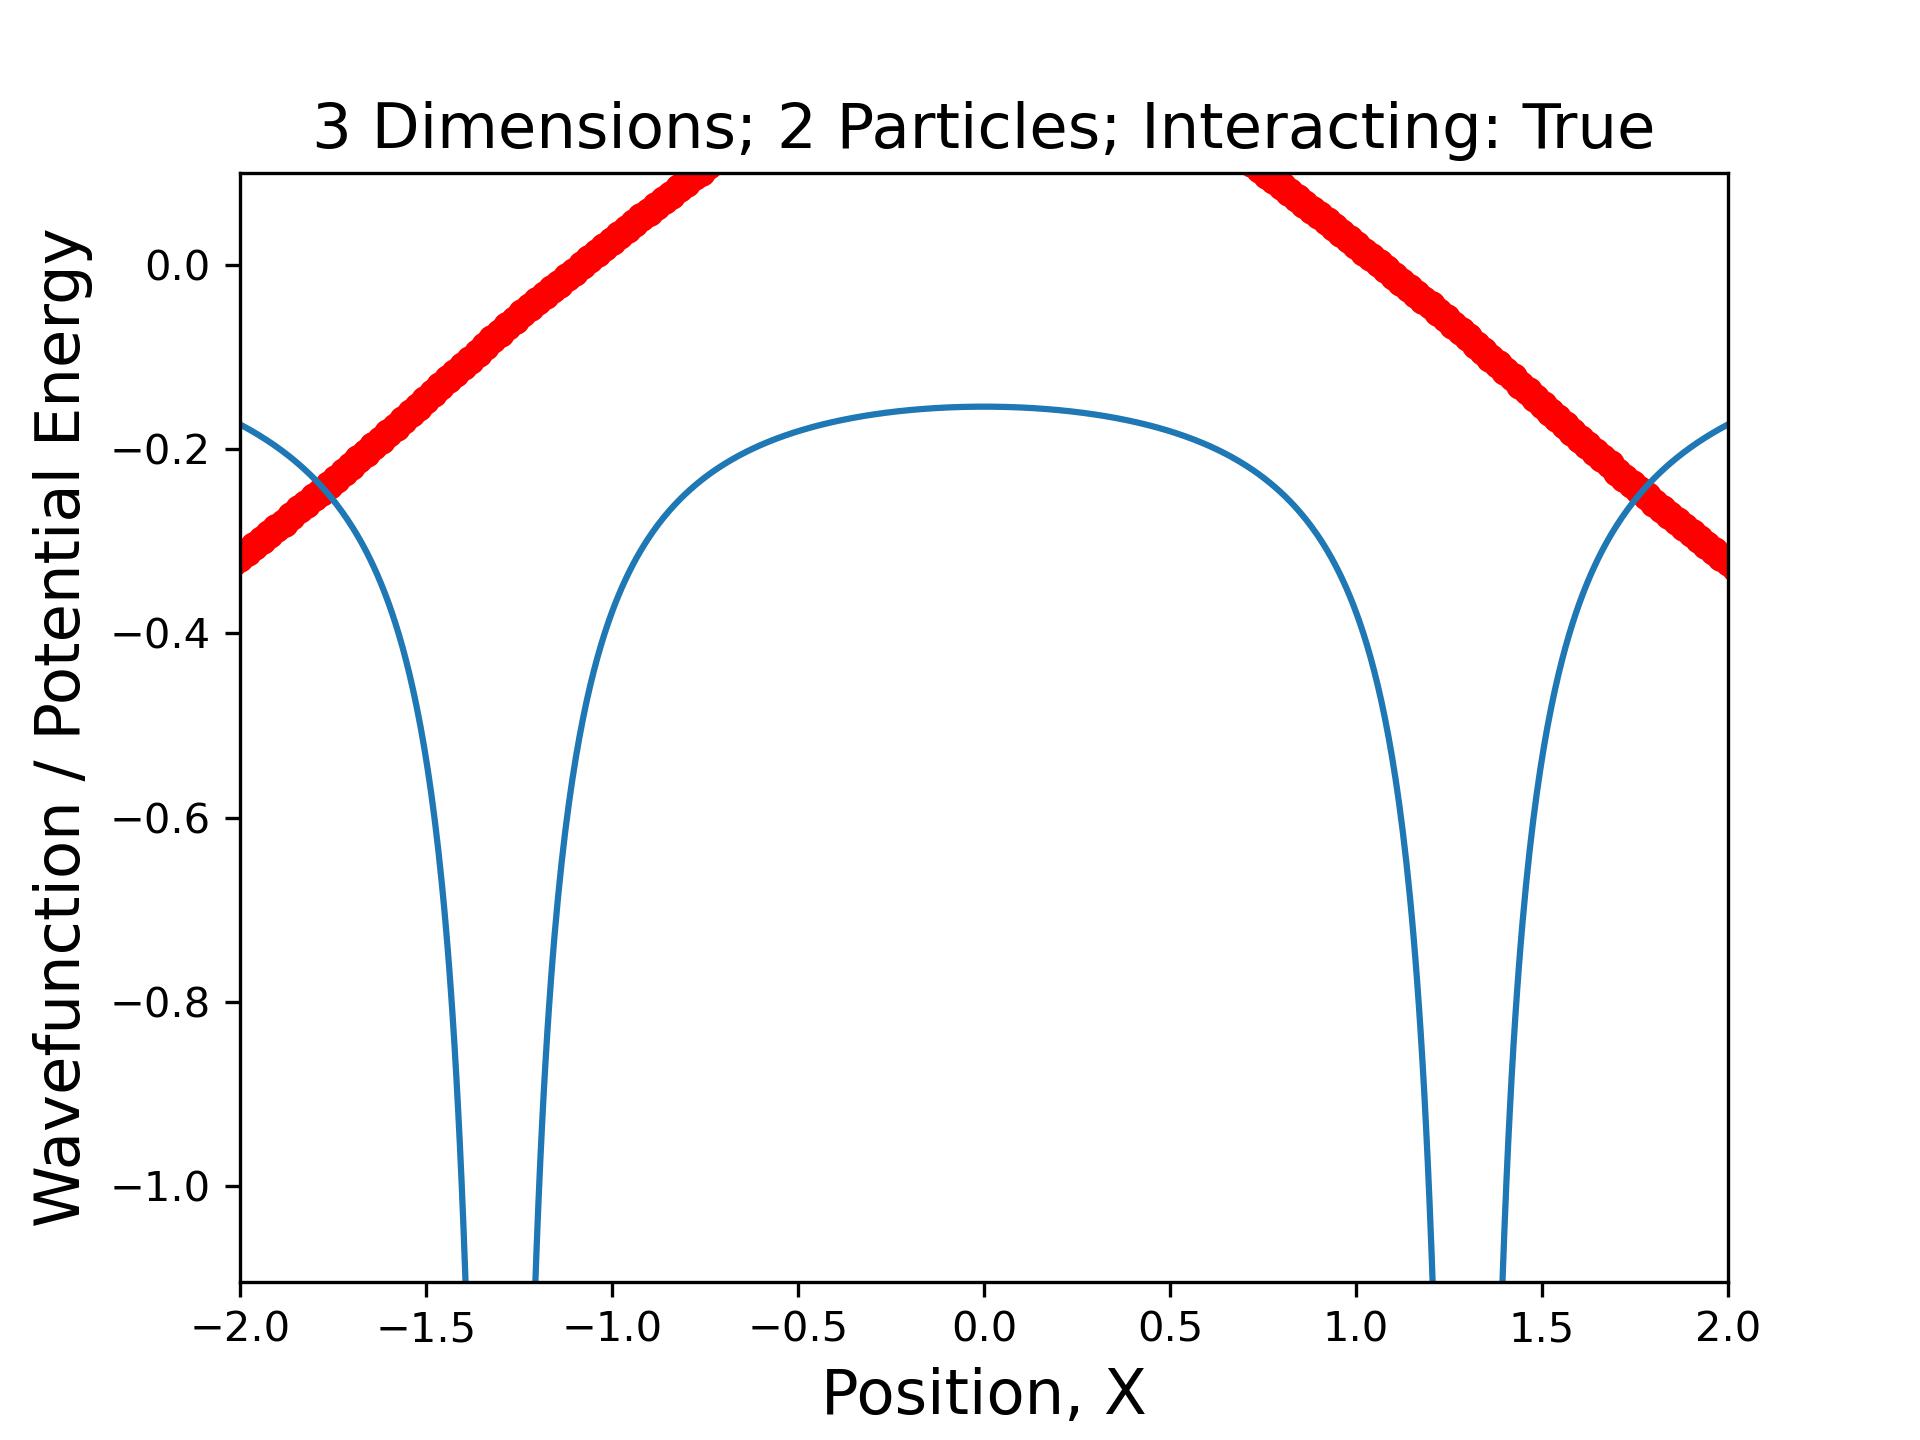 3 Dimensions; 2 Particles; Interacting: True
Wavefunction / Potential Energy
0.0
−0.2
−0.4
−0.6
−0.8
−1.0
−2.0 −1.5 −1.0 −0.5 0.0 0.5 1.0 1.5 2.0
Position, X